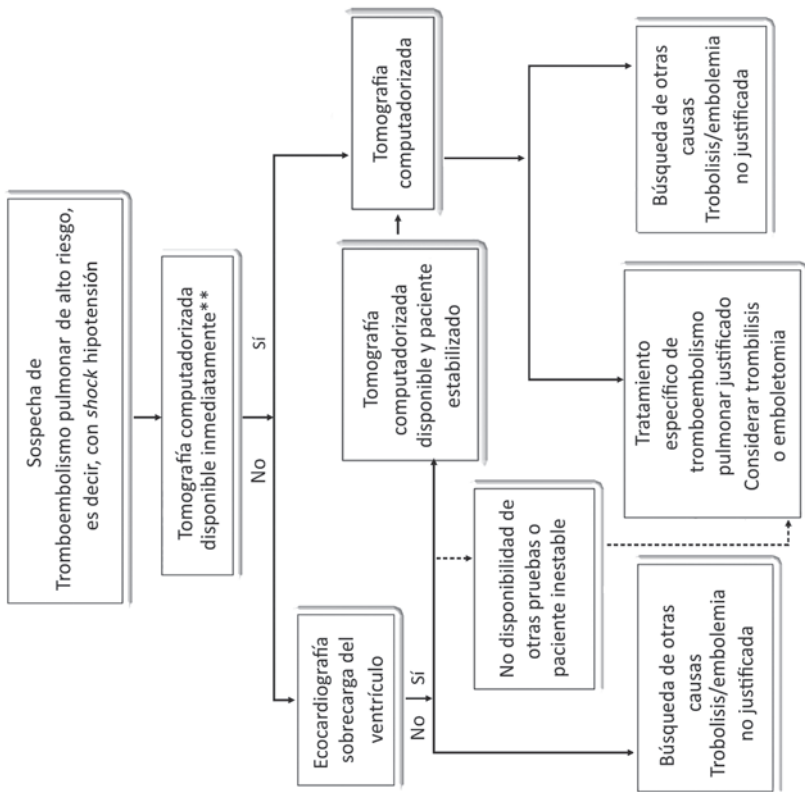 Sospecha de
Tromboembolismo pulmonar de alto riesgo,
es decir, con shock hipotensión
Tomografía computadorizada
disponible inmediatamente**
No
Sí
Ecocardiografía
sobrecarga del
ventrículo
Tomografía
computadorizada
No
Sí
Tomografía
computadorizada
disponible y paciente
estabilizado
No disponibilidad de
otras pruebas o
paciente inestable
Búsqueda de otras
causas
Trobolisis/embolemia
no justificada
Tratamiento
específico de
tromboembolismo
pulmonar justificado
Considerar trombilisis
o emboletomia
Búsqueda de otras
causas
Trobolisis/embolemia
no justificada